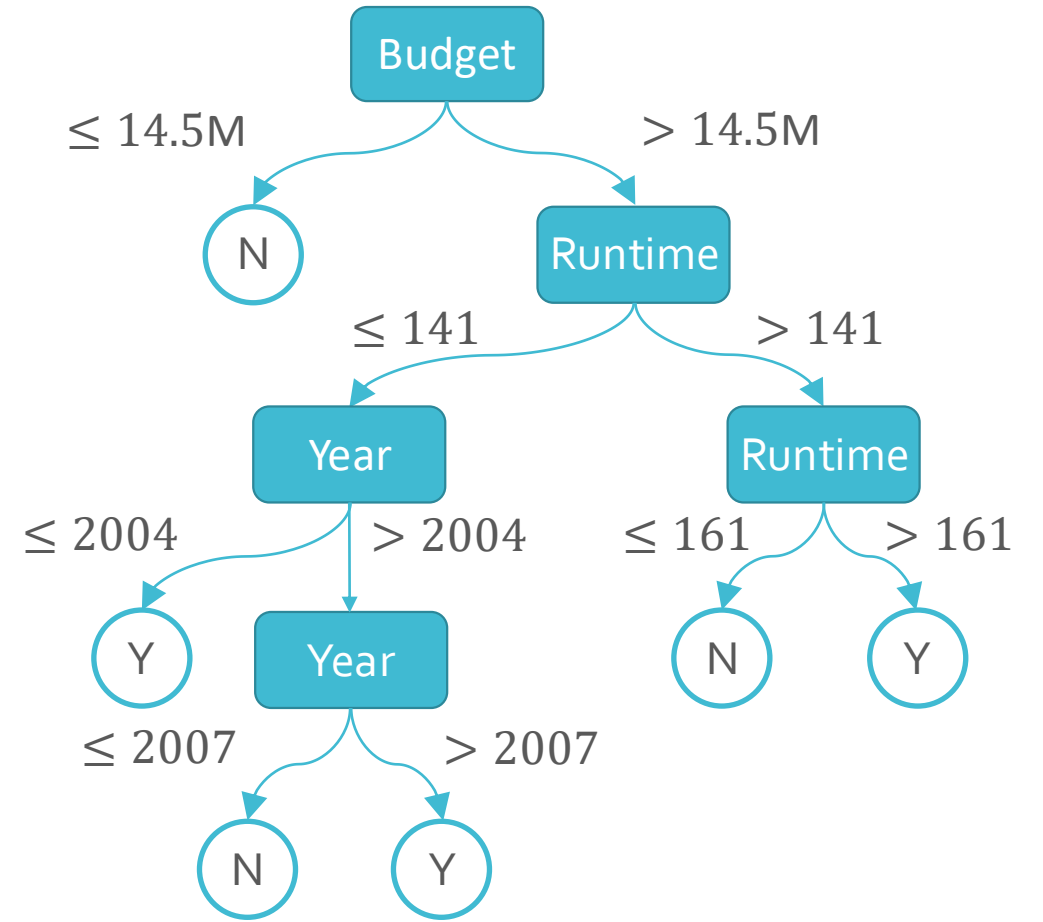 Budget
≤ 14.5M
> 14.5M
N
Runtime
≤ 141
> 141
Year
Runtime
≤ 2004
> 2004
≤ 161
> 161
Y
Year
N
Y
≤ 2007
> 2007
N
Y